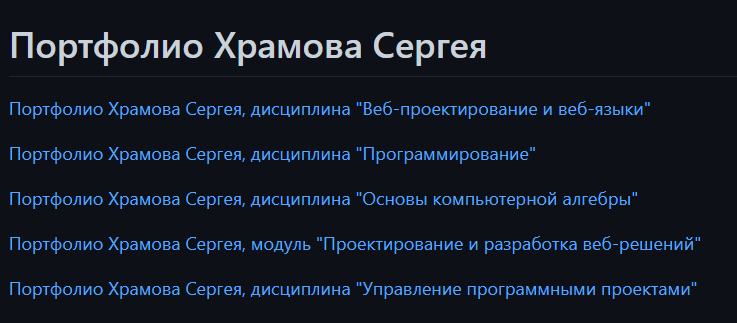 Портфолио Храмова Сергея
Портфолио Храмова Сергея, дисциплина "Веб-проектирование и веб-языки"
Портфолио Храмова Сергея, дисциплина "Программирование"
Портфолио Храмова Сергея, дисциплина "Основы компьютерной алгебры"
Портфолио Храмова Сергея, модуль "Проектирование и разработка веб-решений"
Портфолио Храмова Сергея, дисциплина "Управление программными проектами"